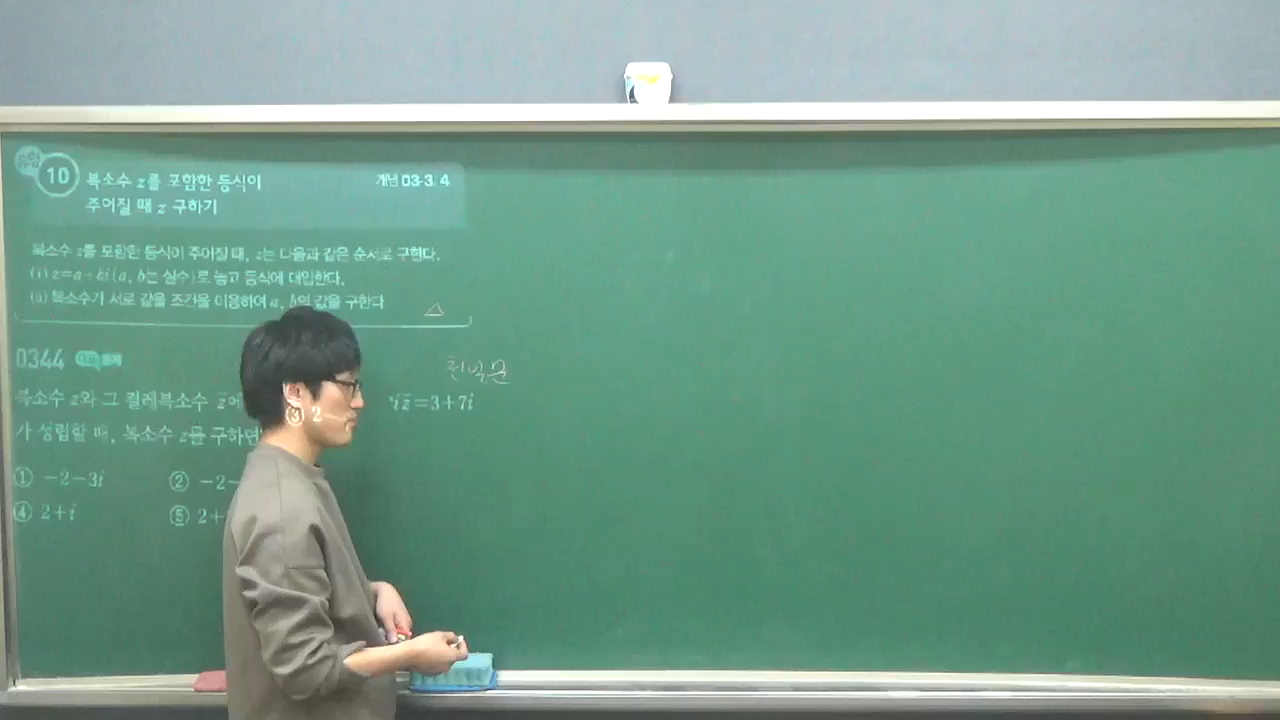 유형 10 복소수 z를 포함한 등식이 개념 03-3, 4
주어질 때 z 구하기
복소수 z를 포함한 등식이 주어질 때, z는 다음과 같은 순서로 구한다.
(i) z=a+bi(a, b는 실수)로 놓고 등식에 대입한다.
(ii) 복소수가 서로 같을 조건을 이용하여 a, b의 값을 구한다
0344 대표 문제
복소수 z와 그 켤레복소수 z̄에 iz̄=3+7i
가 성립할 때, 복소수 z를 구하면
① -2-3i ② -2- ③ 2-
④ 2+i ⑤ 2+